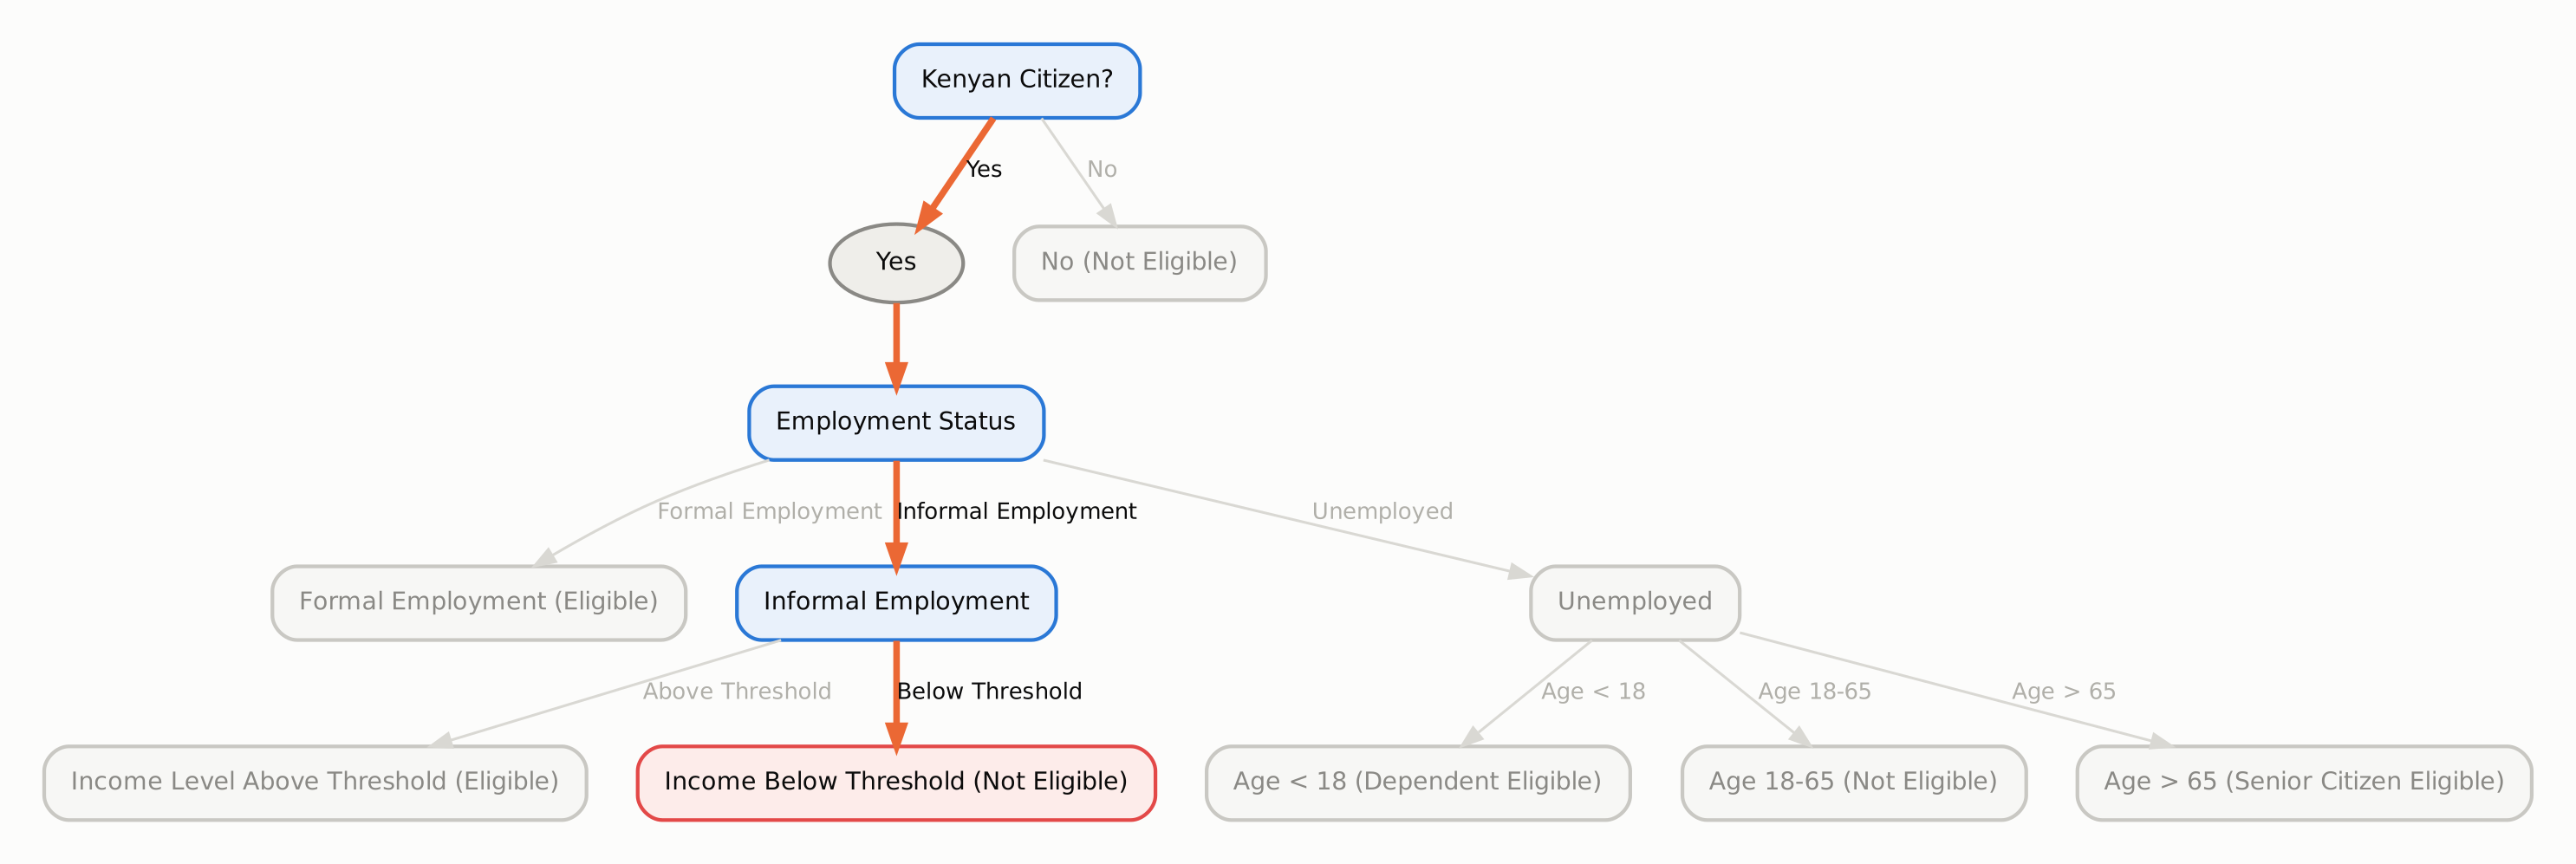 Kenyan Citizen?
Yes
No
Yes
No (Not Eligible)
Employment Status
Formal Employment
Informal Employment
Unemployed
Formal Employment (Eligible)
Informal Employment
Unemployed
Above Threshold
Below Threshold
Age < 18
Age 18-65
Age > 65
Income Level Above Threshold (Eligible)
Income Below Threshold (Not Eligible)
Age < 18 (Dependent Eligible)
Age 18-65 (Not Eligible)
Age > 65 (Senior Citizen Eligible)